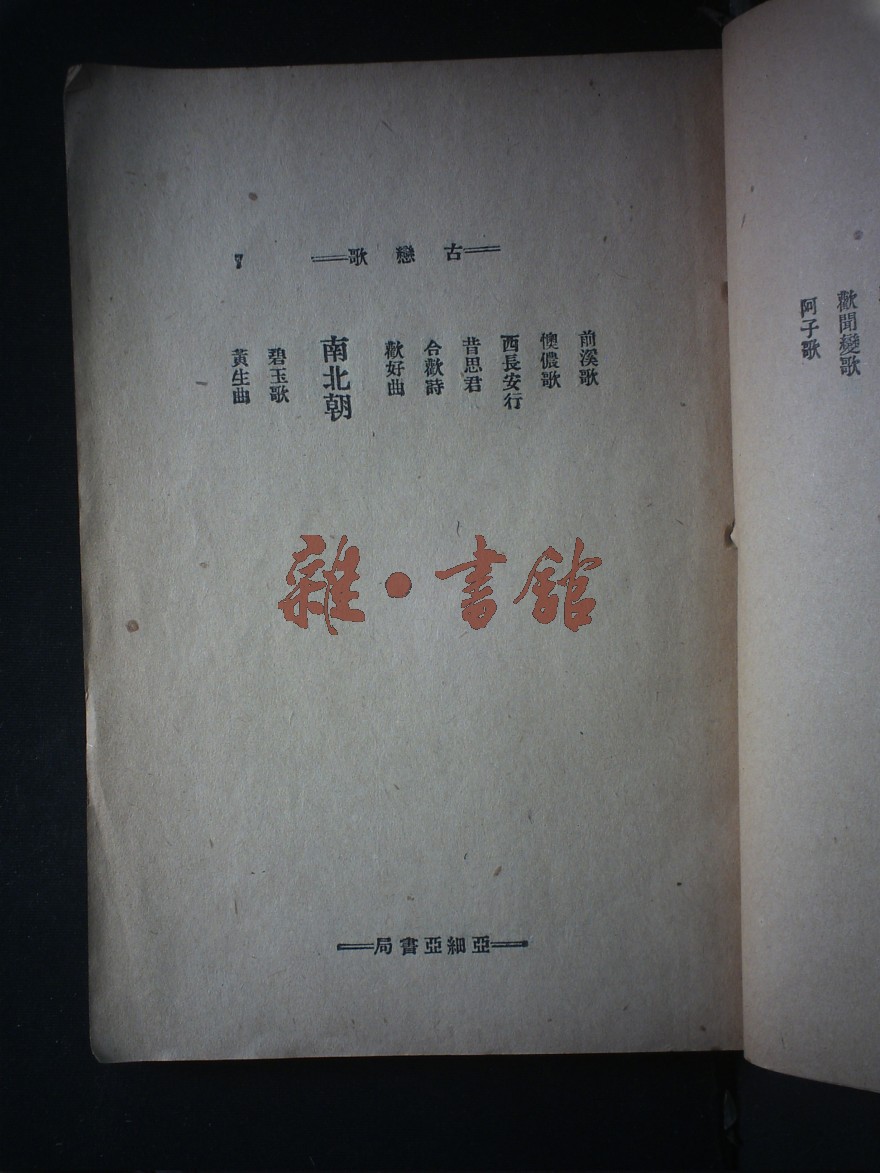 歡聞變歌
阿子歌
古戀歌
7
前溪歌
懊儂歌
西長安行
昔思君
合歡詩
歡好曲
南北朝
碧玉歌
黃生曲
雜·書館
亞細亞書局